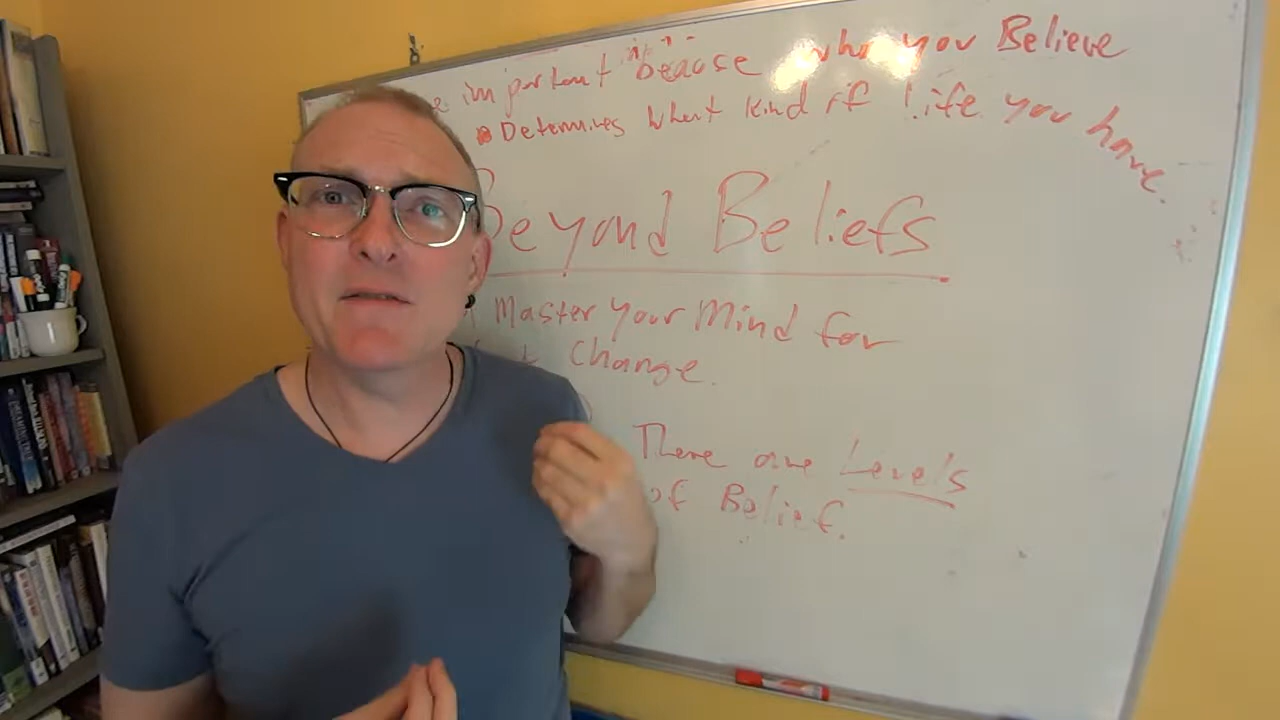 important because who you Believe
Determines what kind of Life you have.
Beyond Beliefs
Master Your Mind for
Change.
There are Levels
of Belief.